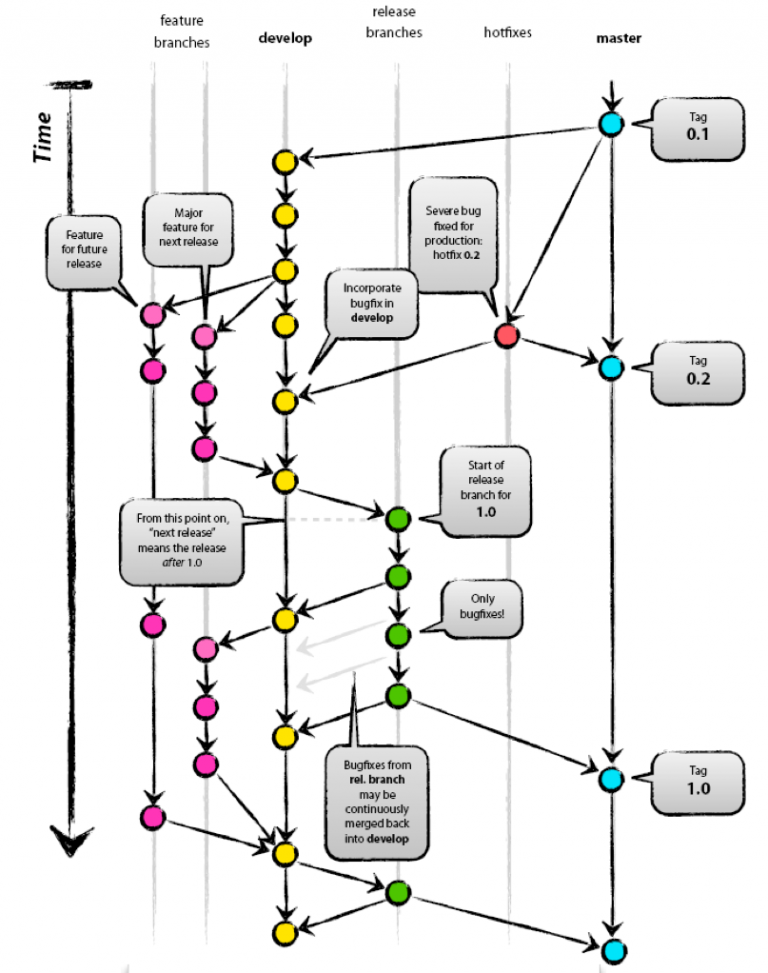 feature
branches
develop
release
branches
hotfixes
master
Time
Tag
0.1
Feature
for future
release
Major
feature for
next release
Severe bug
fixed for
production:
hotfix 0.2
Incorporate
bugfix in
develop
Tag
0.2
Start of
release
branch for
1.0
From this point on,
“next release”
means the release
after 1.0
Only
bugfixes!
Bugfixes from
rel. branch
may be
continuously
merged back
into develop
Tag
1.0